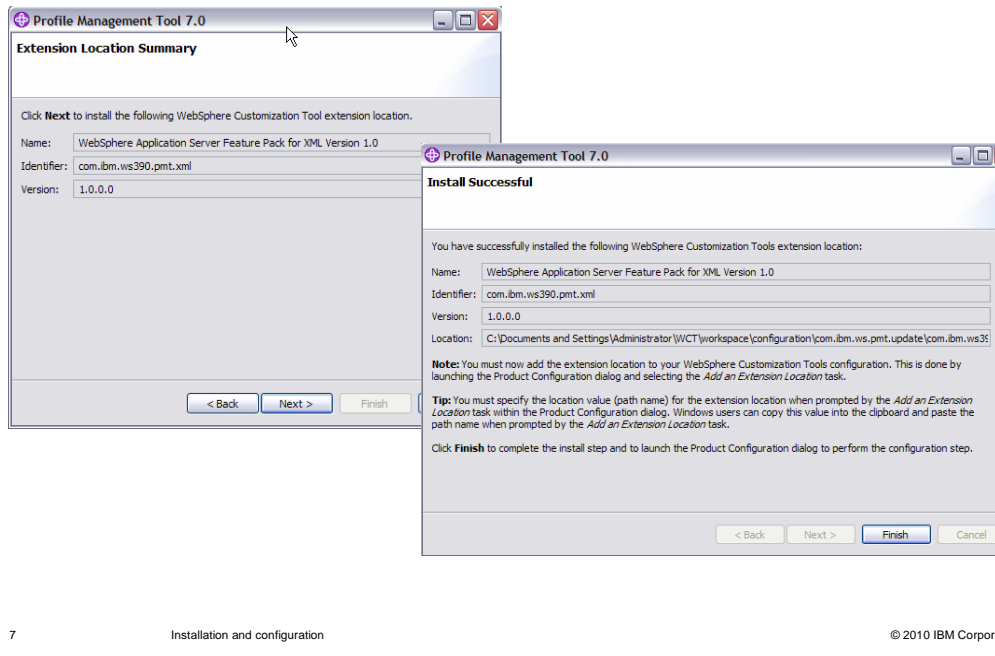 Profile Management Tool 7.0
Extension Location Summary
Click Next to install the following WebSphere Customization Tool extension location.
Name: WebSphere Application Server Feature Pack for XML Version 1.0
Identifier: com.ibm.ws390.pmt.xml
Version: 1.0.0.0
< Back Next > Finish
Profile Management Tool 7.0
Install Successful
You have successfully installed the following WebSphere Customization Tools extension location:
Name: WebSphere Application Server Feature Pack for XML Version 1.0
Identifier: com.ibm.ws390.pmt.xml
Version: 1.0.0.0
Location: C:\Documents and Settings\Administrator\WCT\workspace\configuration\com.ibm.ws.pmt.update\com.ibm.ws39
Note: You must now add the extension location to your WebSphere Customization Tools configuration. This is done by
launching the Product Configuration dialog and selecting the Add an Extension Location task.
Tip: You must specify the location value (path name) for the extension location when prompted by the Add an Extension
Location task within the Product Configuration dialog. Windows users can copy this value into the clipboard and paste the
path name when prompted by the Add an Extension Location task.
Click Finish to complete the install step and to launch the Product Configuration dialog to perform the configuration step.
< Back Next > Finish Cancel
7 Installation and configuration © 2010 IBM Corpor